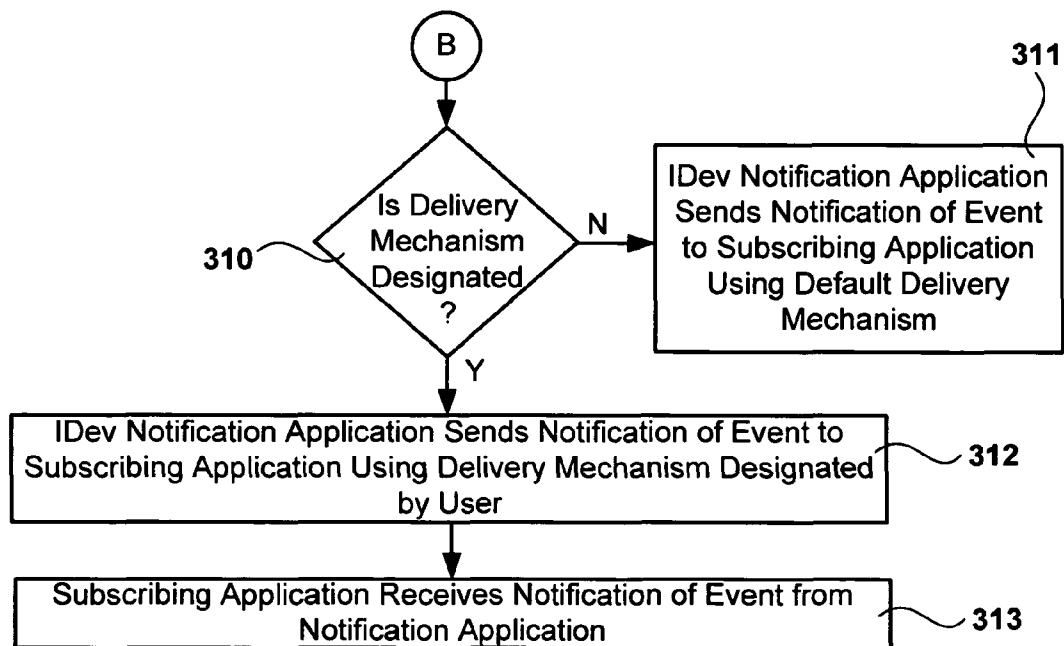 B
311
Is Delivery
Mechanism
Designated
?
310
N
IDev Notification Application
Sends Notification of Event
to Subscribing Application
Using Default Delivery
Mechanism
Y
IDev Notification Application Sends Notification of Event to
Subscribing Application Using Delivery Mechanism Designated
by User
312
Subscribing Application Receives Notification of Event from
Notification Application
313